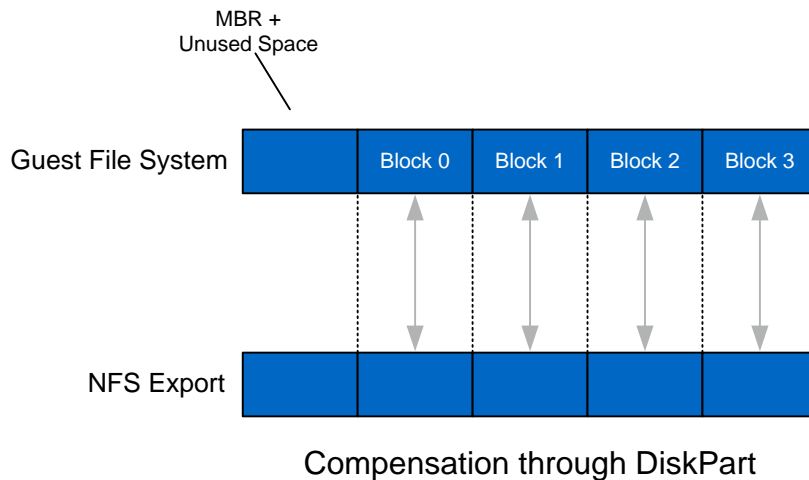 MBR +
Unused Space
Guest File System
Block 0
Block 1
Block 2
Block 3
NFS Export
Compensation through DiskPart